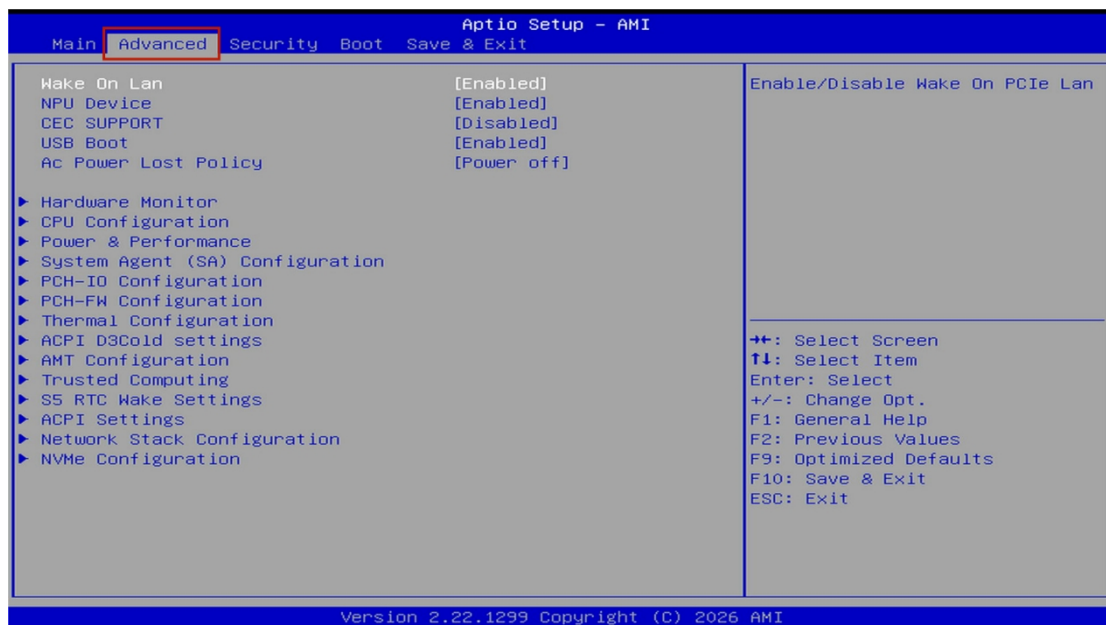 Aptio Setup - AMI
Main Advanced Security Boot Save & Exit
Wake On Lan [Enabled]
NPU Device [Enabled]
CEC SUPPORT [Disabled]
USB Boot [Enabled]
Ac Power Lost Policy [Power off]
Hardware Monitor
CPU Configuration
Power & Performance
System Agent (SA) Configuration
PCH-IO Configuration
PCH-FW Configuration
Thermal Configuration
ACPI D3Cold settings
AMT Configuration
Trusted Computing
S5 RTC Wake Settings
ACPI Settings
Network Stack Configuration
NVMe Configuration
Enable/Disable Wake On PCIe Lan
→←: Select Screen
↑↓: Select Item
Enter: Select
+/-: Change Opt.
F1: General Help
F2: Previous Values
F9: Optimized Defaults
F10: Save & Exit
ESC: Exit
Version 2.22.1299 Copyright (C) 2026 AMI